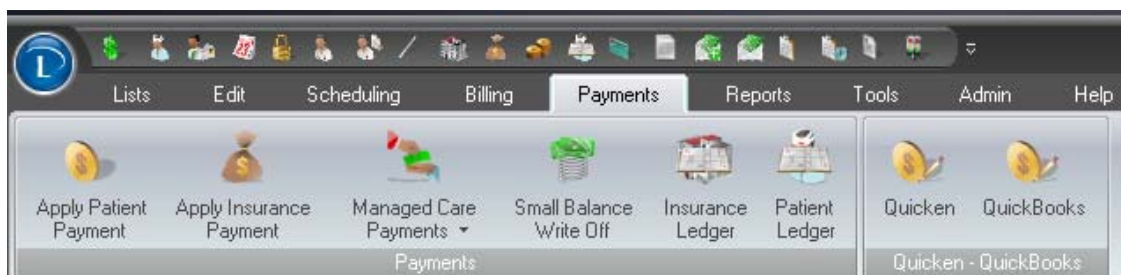 L
Lists Edit Scheduling Billing Payments Reports Tools Admin Help
Apply Patient Apply Insurance Managed Care Small Balance Insurance Patient Quicken QuickBooks
Payment Payment Payments Write Off Ledger Ledger
Payments Quicken - QuickBooks